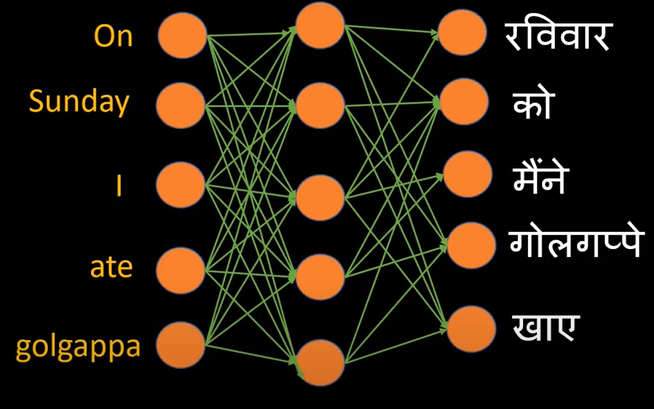 On
Sunday
I
ate
golgappa
रविवार
को
मैंने
गोलगप्पे
खाए